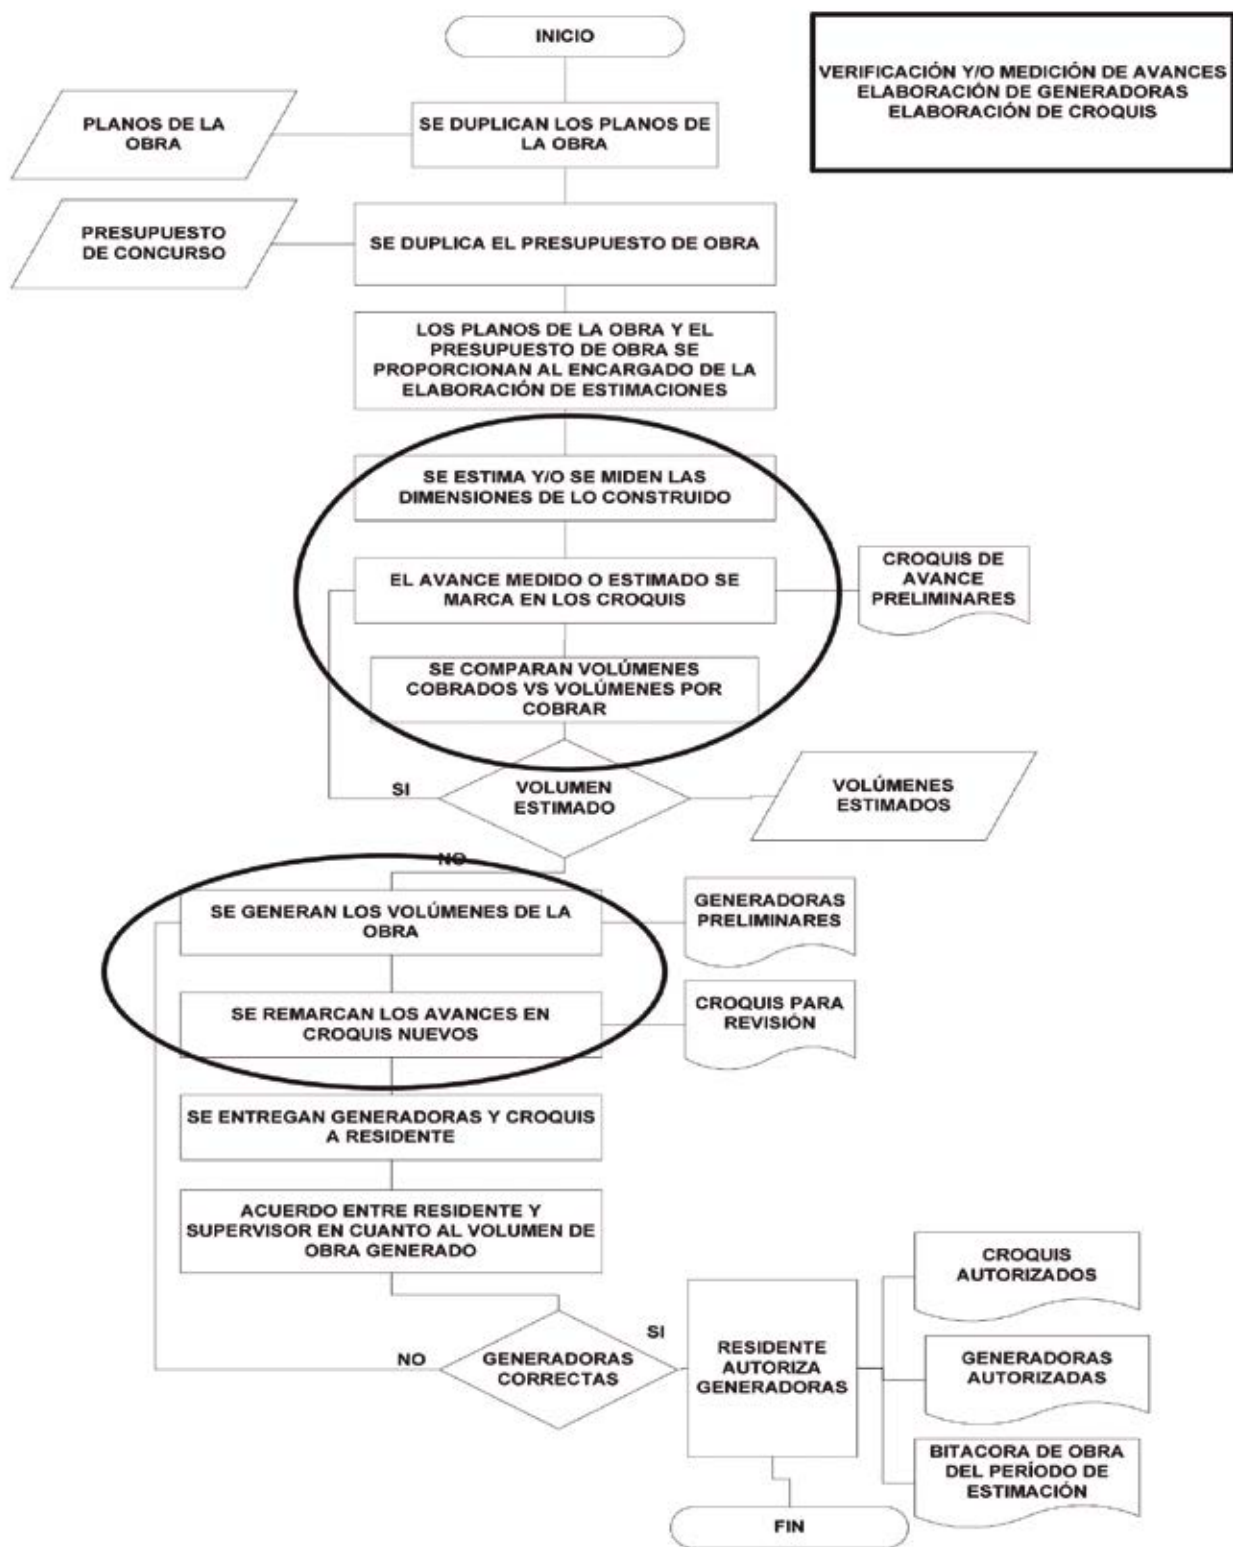 INICIO
VERIFICACIÓN Y/O MEDICIÓN DE AVANCES
ELABORACIÓN DE GENERADORAS
ELABORACIÓN DE CROQUIS
PLANOS DE LA
OBRA
SE DUPLICAN LOS PLANOS DE
LA OBRA
PRESUPUESTO
DE CONCURSO
SE DUPLICA EL PRESUPUESTO DE OBRA
LOS PLANOS DE LA OBRA Y EL
PRESUPUESTO DE OBRA SE
PROPORCIONAN AL ENCARGADO DE LA
ELABORACIÓN DE ESTIMACIONES
SE ESTIMA Y/O SE MIDEN LAS
DIMENSIONES DE LO CONSTRUIDO
EL AVANCE MEDIDO O ESTIMADO SE
MARCA EN LOS CROQUIS
CROQUIS DE
AVANCE
PRELIMINARES
SE COMPARAN VOLÚMENES
COBRADOS VS VOLÚMENES POR
COBRAR
SI
VOLUMEN
ESTIMADO
VOLÚMENES
ESTIMADOS
NO
SE GENERAN LOS VOLÚMENES DE LA
OBRA
GENERADORAS
PRELIMINARES
SE REMARCAN LOS AVANCES EN
CROQUIS NUEVOS
CROQUIS PARA
REVISIÓN
SE ENTREGAN GENERADORAS Y CROQUIS
A RESIDENTE
ACUERDO ENTRE RESIDENTE Y
SUPERVISOR EN CUANTO AL VOLUMEN DE
OBRA GENERADO
NO
GENERADORAS
CORRECTAS
SI
RESIDENTE
AUTORIZA
GENERADORAS
CROQUIS
AUTORIZADOS
GENERADORAS
AUTORIZADAS
BITACORA DE OBRA
DEL PERÍODO DE
ESTIMACIÓN
FIN